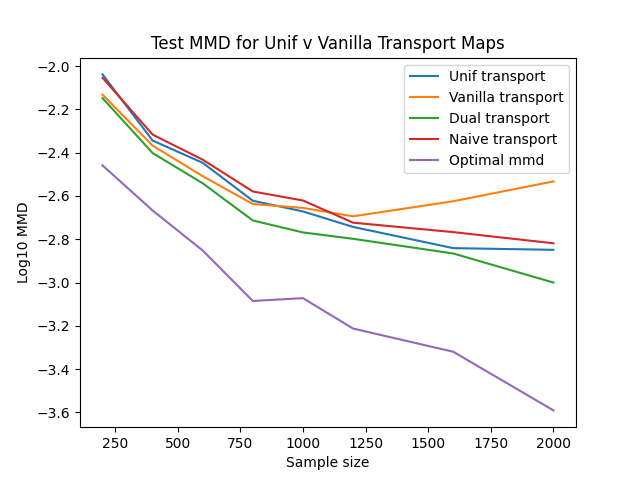 Test MMD for Unif v Vanilla Transport Maps
Log10 MMD
−2.0
−2.2
−2.4
−2.6
−2.8
−3.0
−3.2
−3.4
−3.6
Unif transport
Vanilla transport
Dual transport
Naive transport
Optimal mmd
250 500 750 1000 1250 1500 1750 2000
Sample size